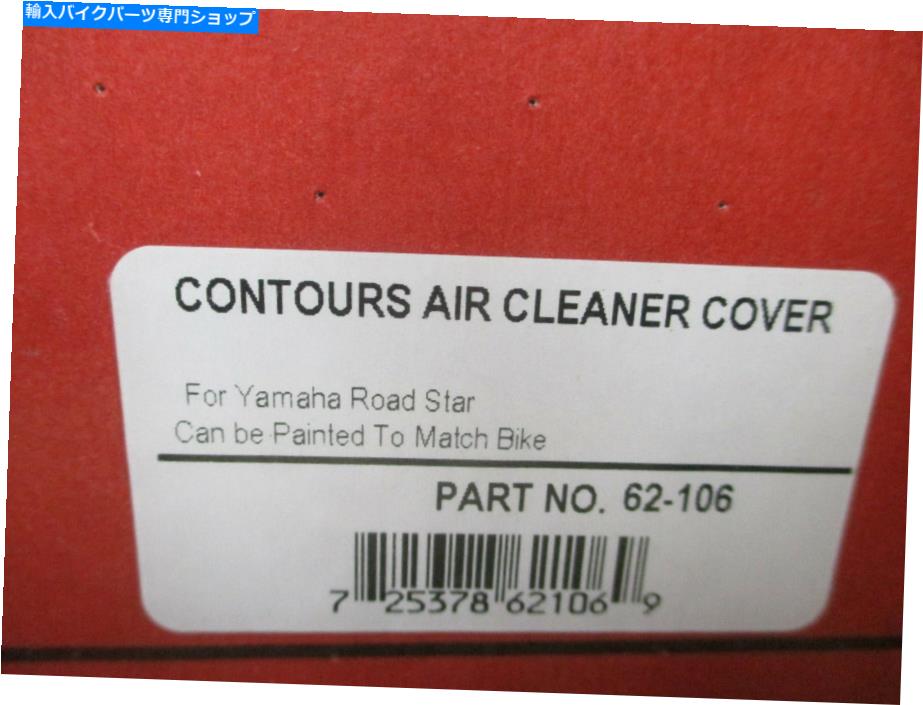 輸入バイクパーツ専門ショップ
CONTOURS AIR CLEANER COVER
For Yamaha Road Star
Can be Painted To Match Bike
PART NO. 62-106
7 25378 62106 9